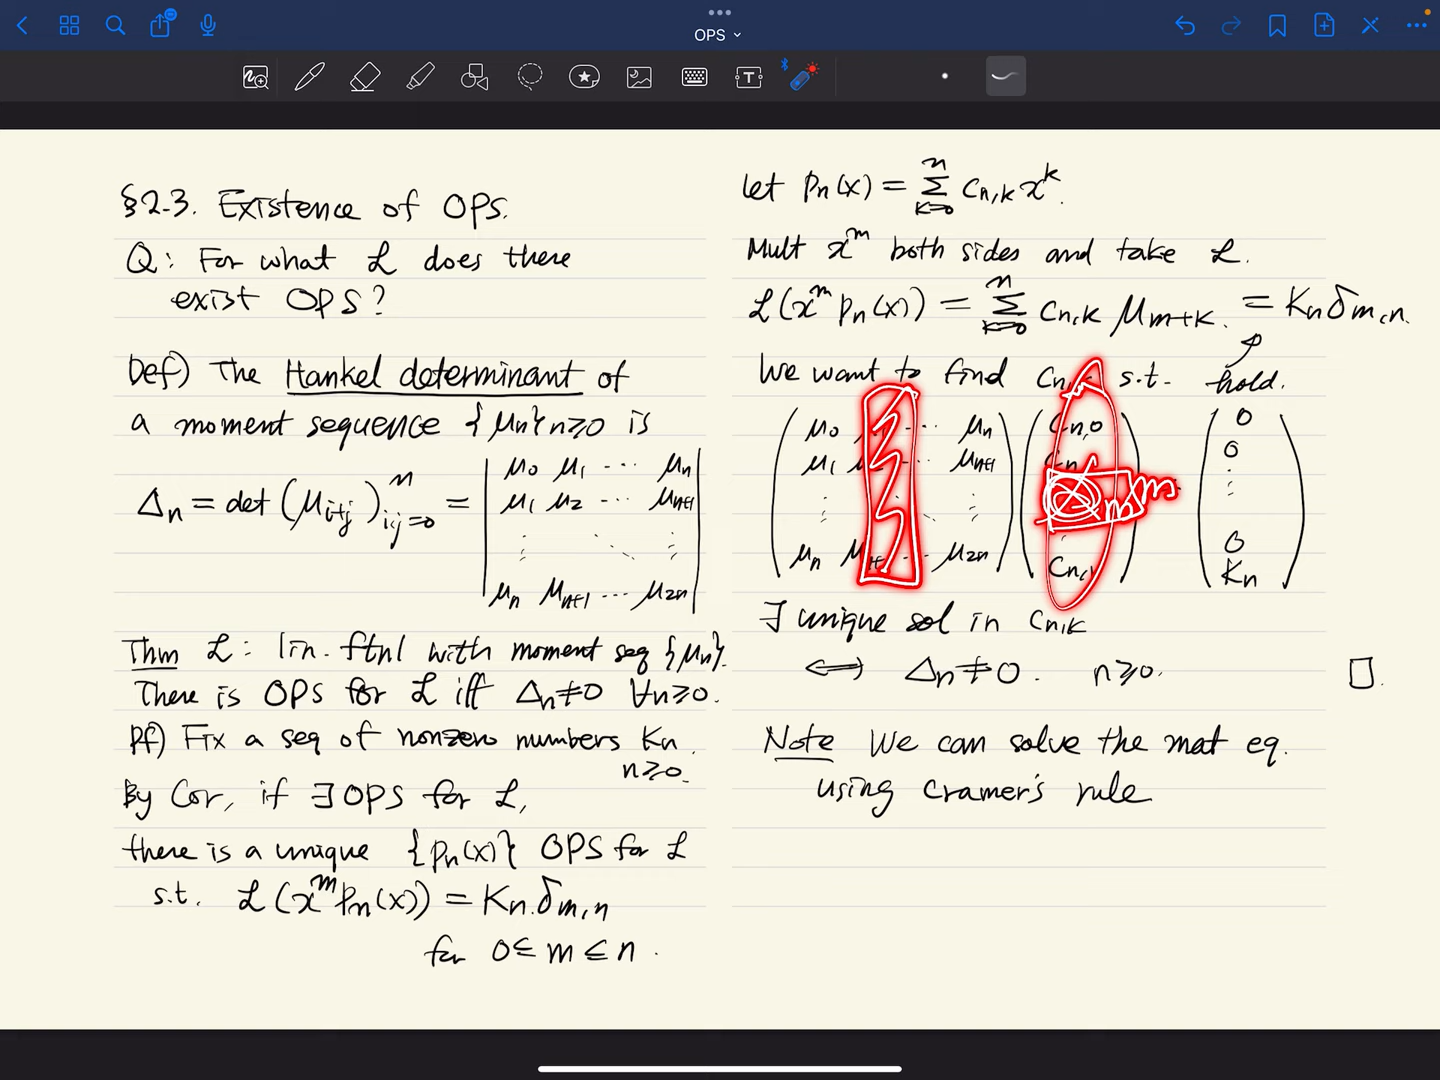 OPS
§2.3. Existence of OPS.
Q: For what ℒ does there
exist OPS?
Def) The Hankel determinant of
a moment sequence {μn}n≥0 is
Δn = det (μi+j)ⁿi,j=0 = | μ0 μ1 ⋯ μn |
| μ1 μ2 ⋯ μn+1 |
| ⋮ ⋱ ⋮ |
| μn μn+1 ⋯ μ2n |
Thm ℒ: lin. ftnl with moment seq {μn}.
There is OPS for ℒ iff Δn≠0 ∀n≥0.
Pf) Fix a seq of nonzero numbers Kn.
n≥0.
By Cor, if ∃ OPS for ℒ,
there is a unique {pn(x)} OPS for ℒ
s.t. ℒ(x^m pn(x)) = Kn δm,n
for 0≤m≤n.
Let pn(x) = Σ_{k=0}^{n} cn,k x^k.
Mult x^m both sides and take ℒ.
ℒ(x^m pn(x)) = Σ_{k=0}^{n} cn,k μm+k. = Kn δm,n.
We want to find cn,k s.t. hold.
( μ0 ⋯ μn ) ( cn,0 ) ( 0 )
( μ1 ⋯ μn+1 ) ( cn,1 ) ( 0 )
( ⋮ ⋱ ⋮ ) ( m m ) ( ⋮ 0 )
( μn μn+1 ⋯ μ2n ) ( cn,n ) ( Kn )
∃ unique sol in cn,k
⟺ Δn≠0. n≥0. □.
Note We can solve the mat eq.
using Cramer's rule